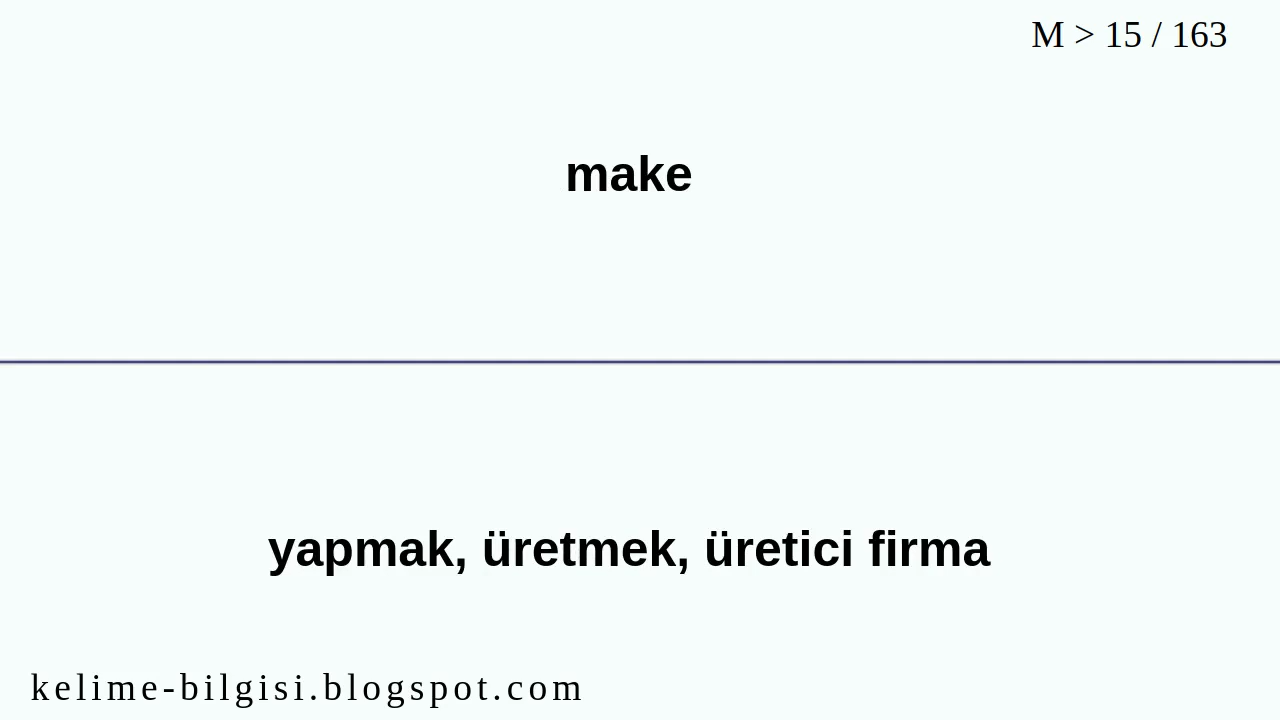 M > 15 / 163
make
yapmak, üretmek, üretici firma
kelime-bilgisi.blogspot.com